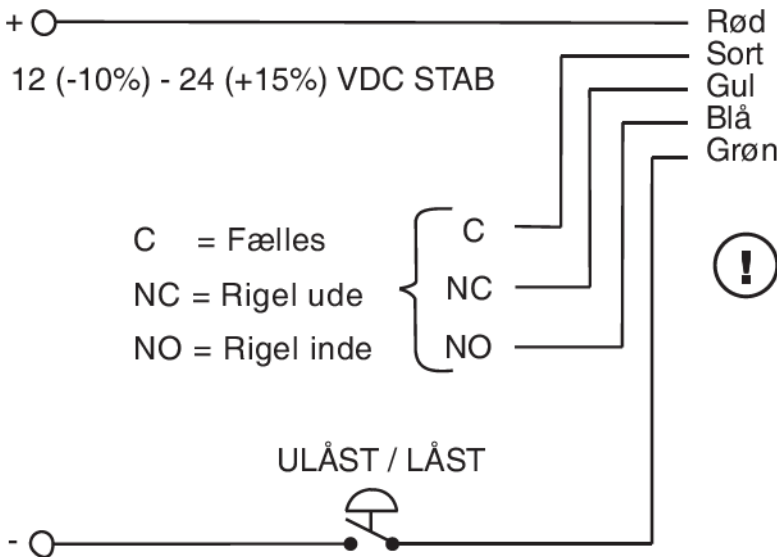 + Rød
12 (-10%) - 24 (+15%) VDC STAB
Sort
Gul
Blå
Grøn
C = Fælles
NC = Rigel ude
NO = Rigel inde
C
NC
NO
!
ULÅST / LÅST
-